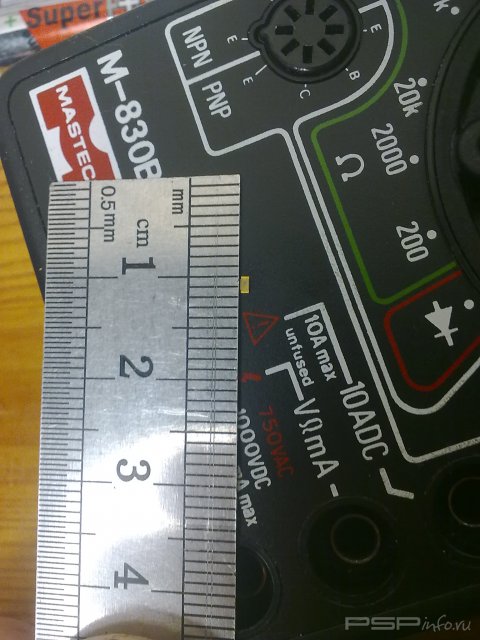 Super
M-830B
MASTEC
NPN
PNP
E
E
E
B
C
20k
2000
Ω
200
0.5mm
mm
cm
1
2
3
4
10A max
unfused
10ADC
VΩmA
750VAC
1000VDC
max
PSPinfo.ru